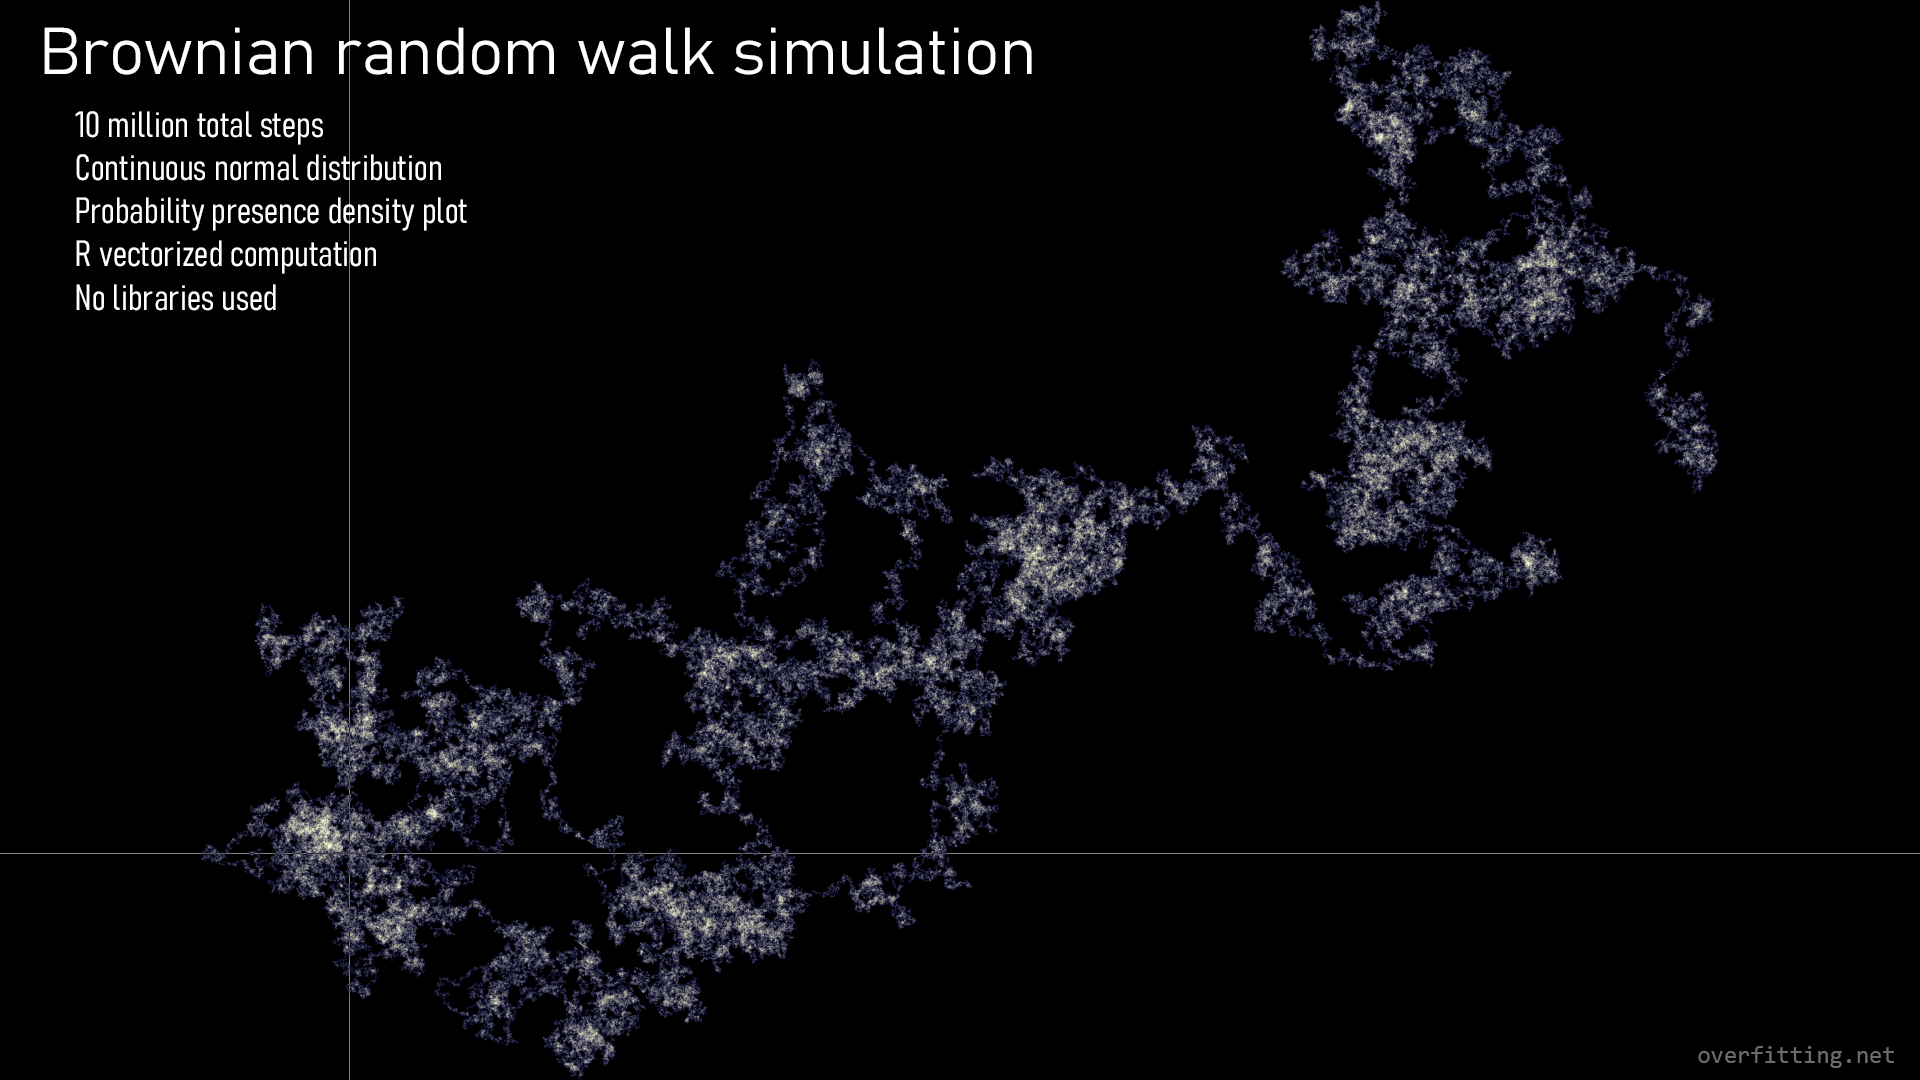 Brownian random walk simulation
10 million total steps
Continuous normal distribution
Probability presence density plot
R vectorized computation
No libraries used
overfitting.net